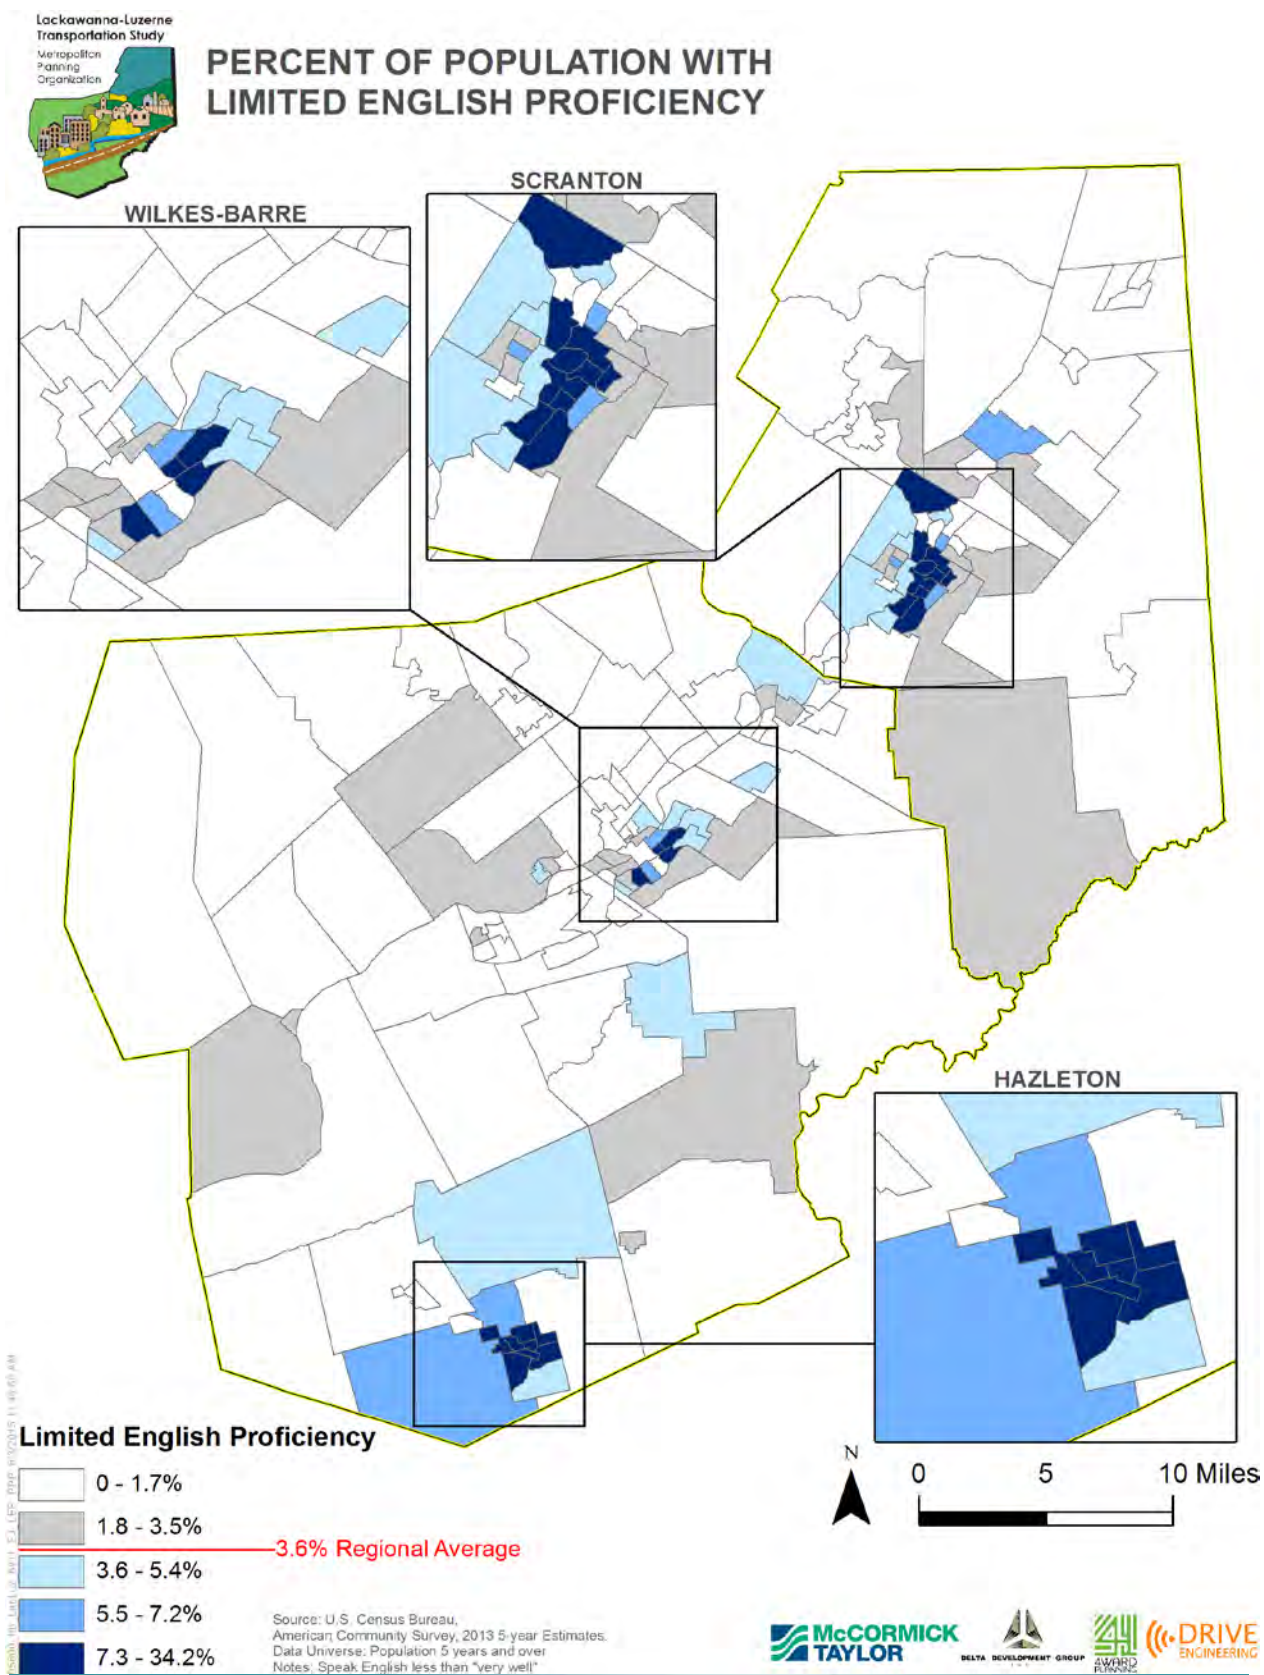 Lackawanna-Luzerne
Transportation Study
Metropolitan
Planning
Organization
PERCENT OF POPULATION WITH
LIMITED ENGLISH PROFICIENCY
SCRANTON
WILKES-BARRE
HAZLETON
Limited English Proficiency
0 - 1.7%
1.8 - 3.5%
3.6% Regional Average
3.6 - 5.4%
5.5 - 7.2%
7.3 - 34.2%
N
0 5 10 Miles
Source: U.S. Census Bureau,
American Community Survey, 2013 5-year Estimates.
Data Universe: Population 5 years and over
Notes: Speak English less than "very well"
McCORMICK
TAYLOR
DELTA DEVELOPMENT GROUP
4WARD
PLANNING
DRIVE
ENGINEERING